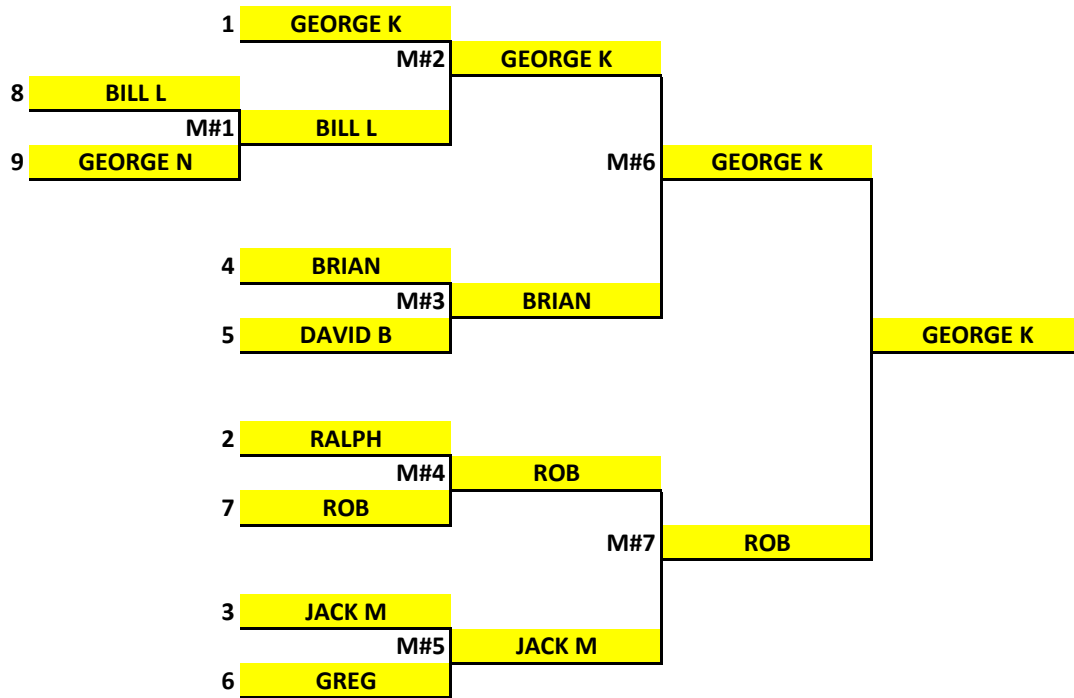 1 GEORGE K
M#2 GEORGE K
8 BILL L
M#1 BILL L
9 GEORGE N
M#6 GEORGE K
4 BRIAN
M#3 BRIAN
5 DAVID B
GEORGE K
2 RALPH
M#4 ROB
7 ROB
M#7 ROB
3 JACK M
M#5 JACK M
6 GREG